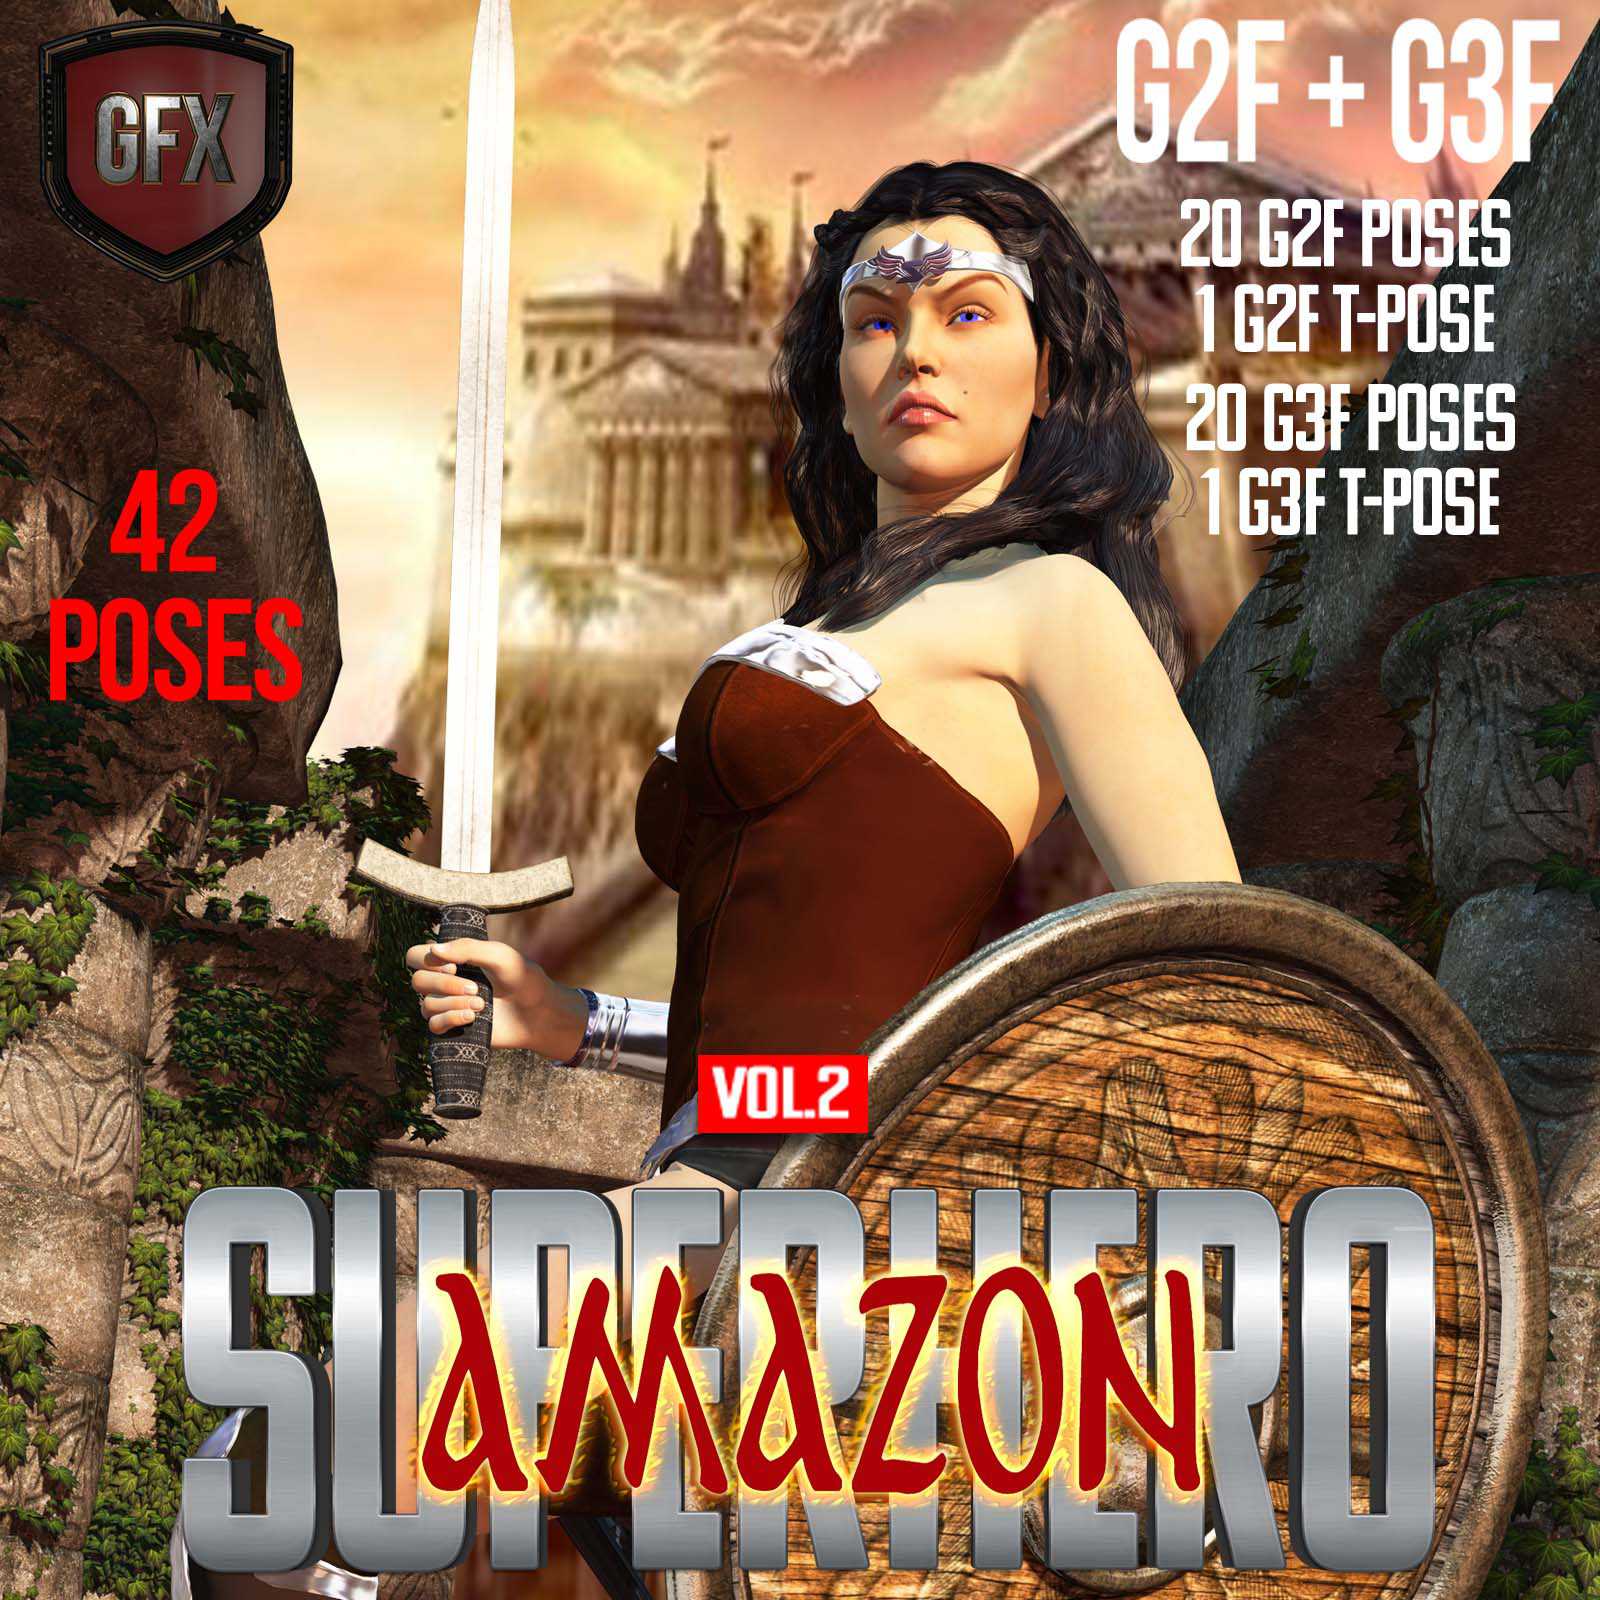 GFX
G2F + G3F
20 G2F POSES
1 G2F T-POSE
20 G3F POSES
1 G3F T-POSE
42
POSES
VOL.2
SUPERHERO
AMAZON